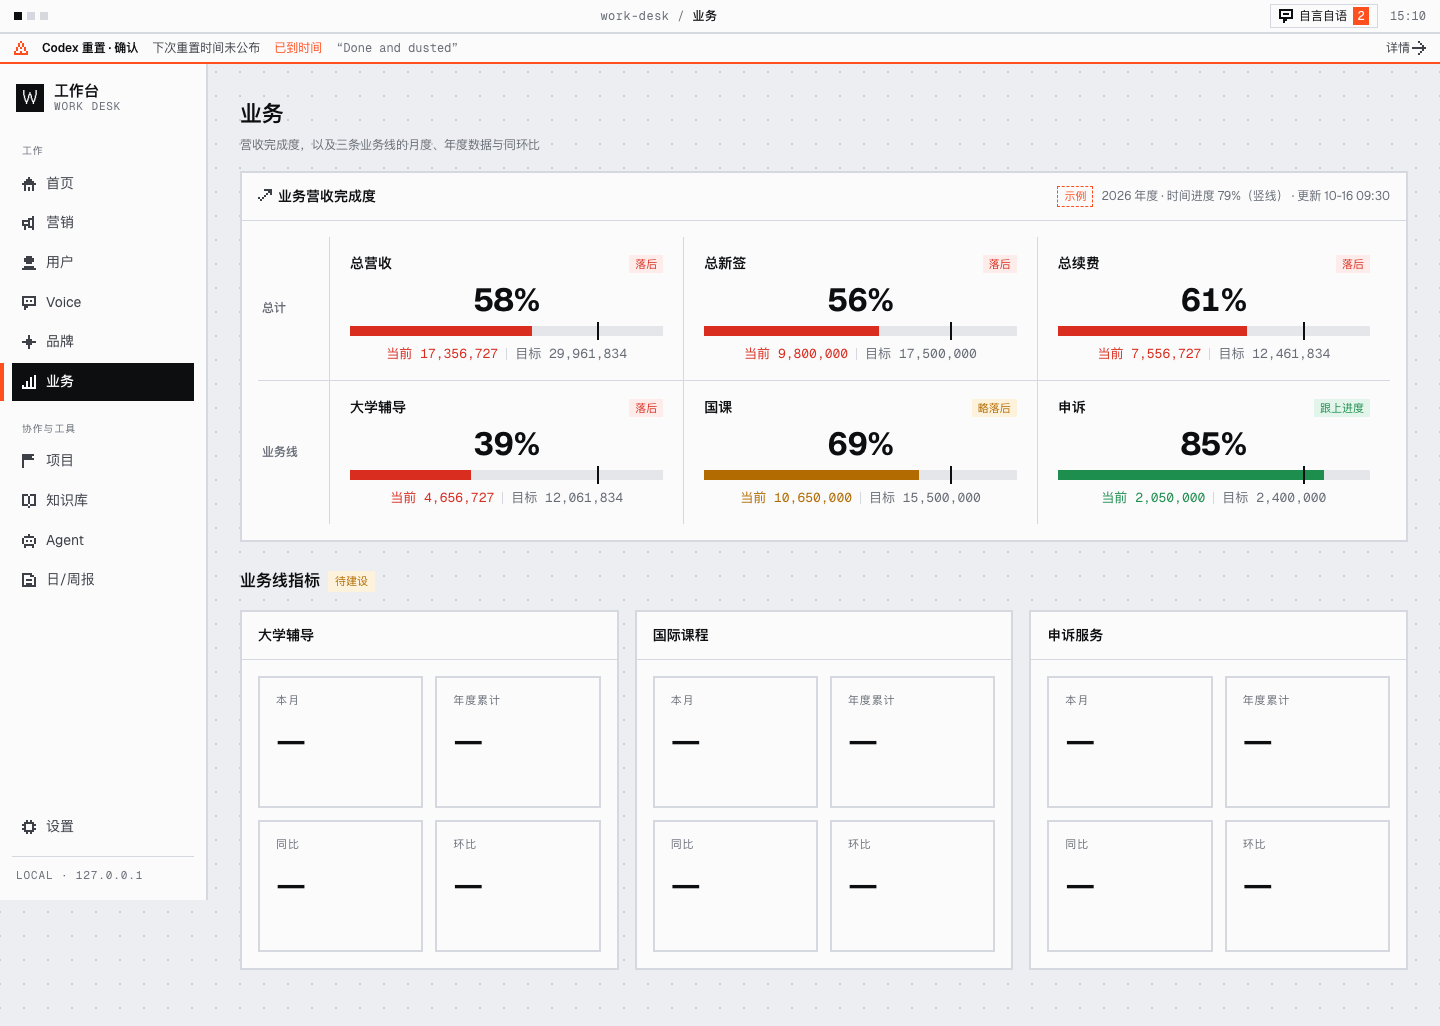 work-desk / 业务
自言自语 2
15:10
Codex 重置 · 确认 下次重置时间未公布 已到时间 “Done and dusted”
详情
W
工作台
WORK DESK
工作
首页
营销
用户
Voice
品牌
业务
协作与工具
项目
知识库
Agent
日/周报
设置
LOCAL · 127.0.0.1
业务
营收完成度，以及三条业务线的月度、年度数据与同环比
业务营收完成度
示例 2026 年度 · 时间进度 79%（竖线） · 更新 10-16 09:30
总计
总营收 落后
58%
当前 17,356,727 目标 29,961,834
总新签 落后
56%
当前 9,800,000 目标 17,500,000
总续费 落后
61%
当前 7,556,727 目标 12,461,834
业务线
大学辅导 落后
39%
当前 4,656,727 目标 12,061,834
国课 略落后
69%
当前 10,650,000 目标 15,500,000
申诉 跟上进度
85%
当前 2,050,000 目标 2,400,000
业务线指标 待建设
大学辅导
本月
—
年度累计
—
同比
—
环比
—
国际课程
本月
—
年度累计
—
同比
—
环比
—
申诉服务
本月
—
年度累计
—
同比
—
环比
—